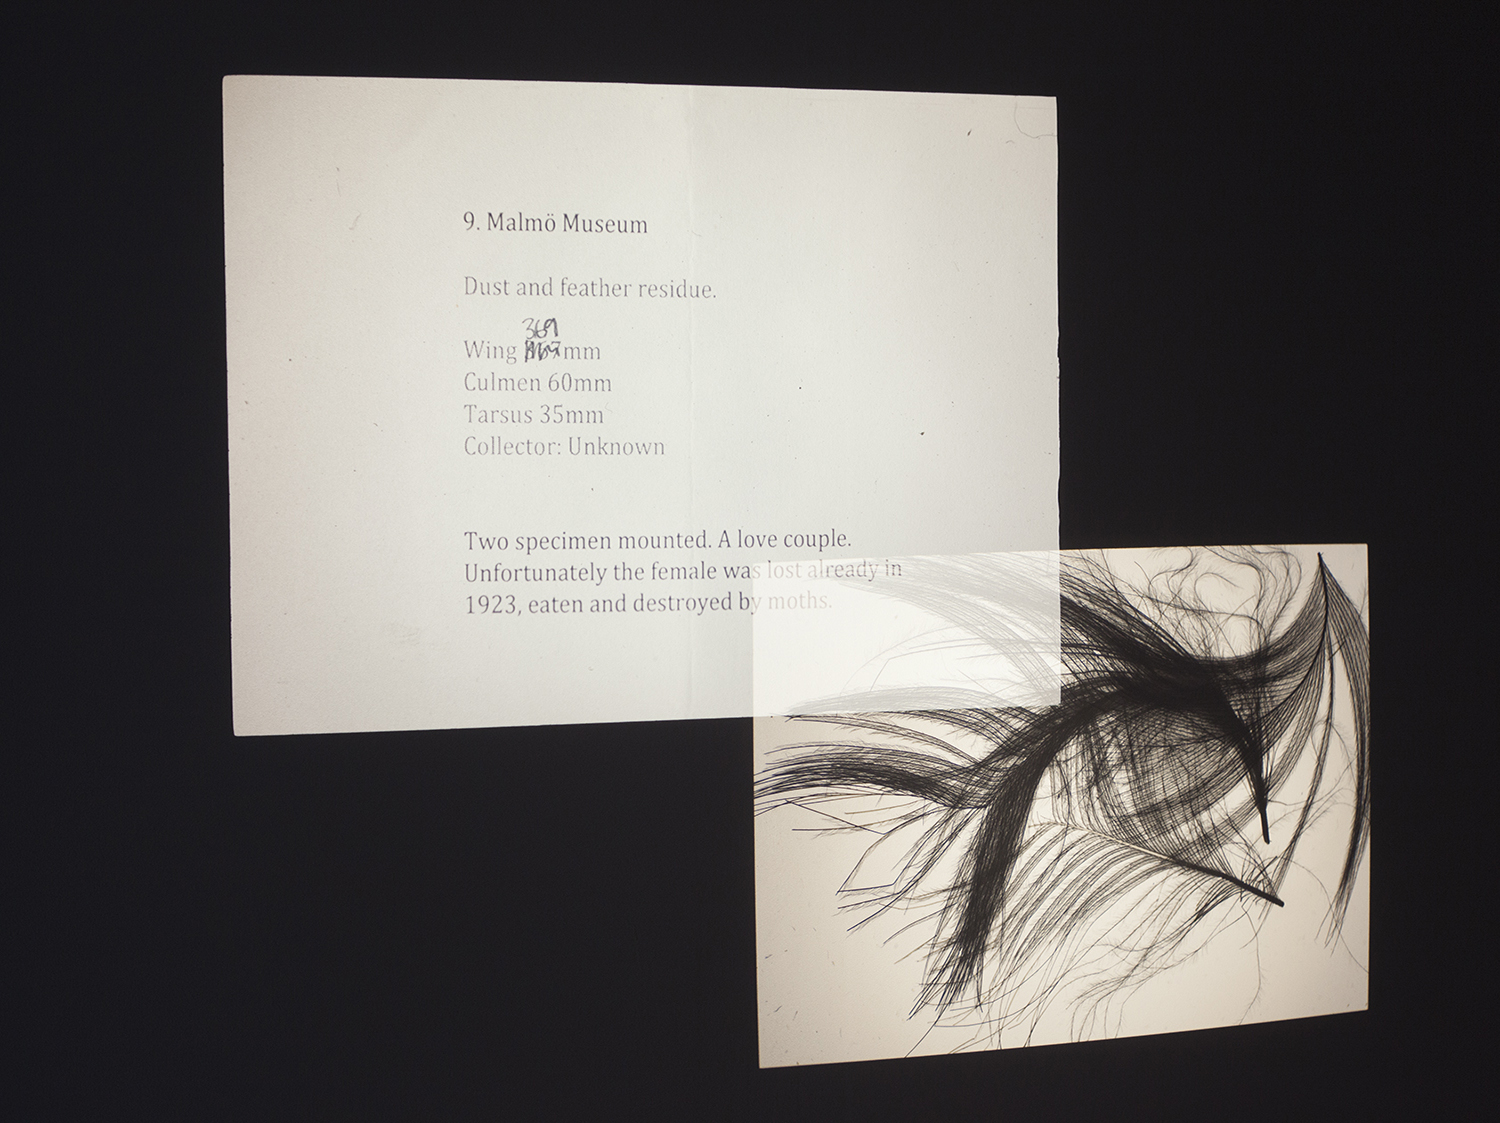 9. Malmö Museum
Dust and feather residue.
369
Wing mm
Culmen 60mm
Tarsus 35mm
Collector: Unknown
Two specimen mounted. A love couple.
Unfortunately the female was lost already in
1923, eaten and destroyed by moths.